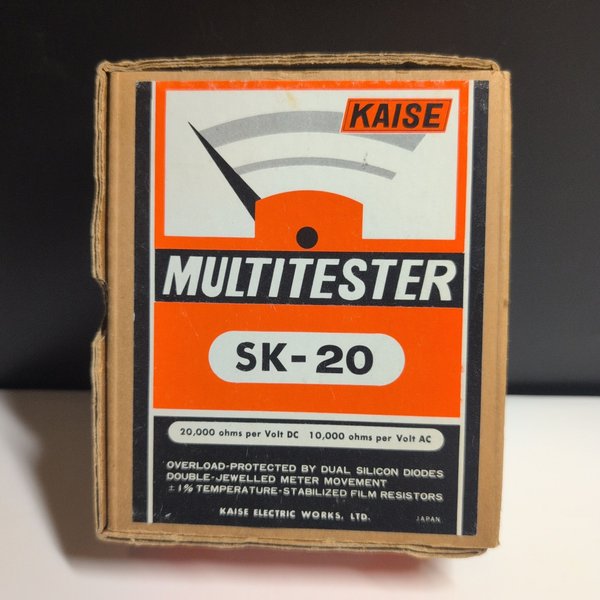 KAISE
MULTITESTER
SK-20
20,000 ohms per Volt DC 10,000 ohms per Volt AC
OVERLOAD-PROTECTED BY DUAL SILICON DIODES
DOUBLE-JEWELLED METER MOVEMENT
± 1% TEMPERATURE-STABILIZED FILM RESISTORS
KAISE ELECTRIC WORKS, LTD.
JAPAN